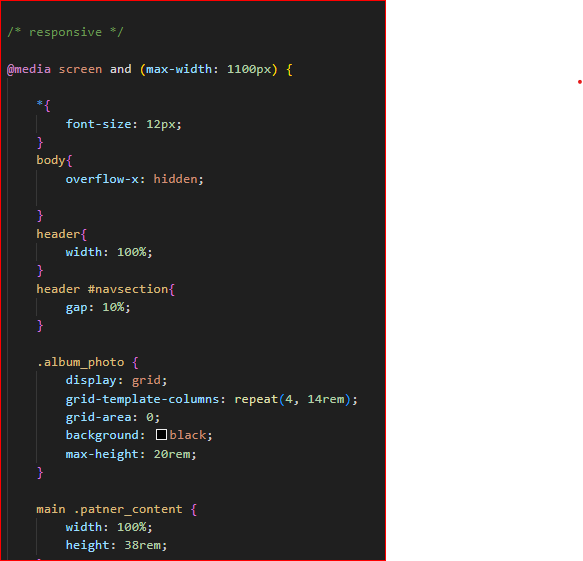 /* responsive */
@media screen and (max-width: 1100px) {
*{
font-size: 12px;
}
body{
overflow-x: hidden;
}
header{
width: 100%;
}
header #navsection{
gap: 10%;
}
.album_photo {
display: grid;
grid-template-columns: repeat(4, 14rem);
grid-area: 0;
background: black;
max-height: 20rem;
}
main .patner_content {
width: 100%;
height: 38rem;